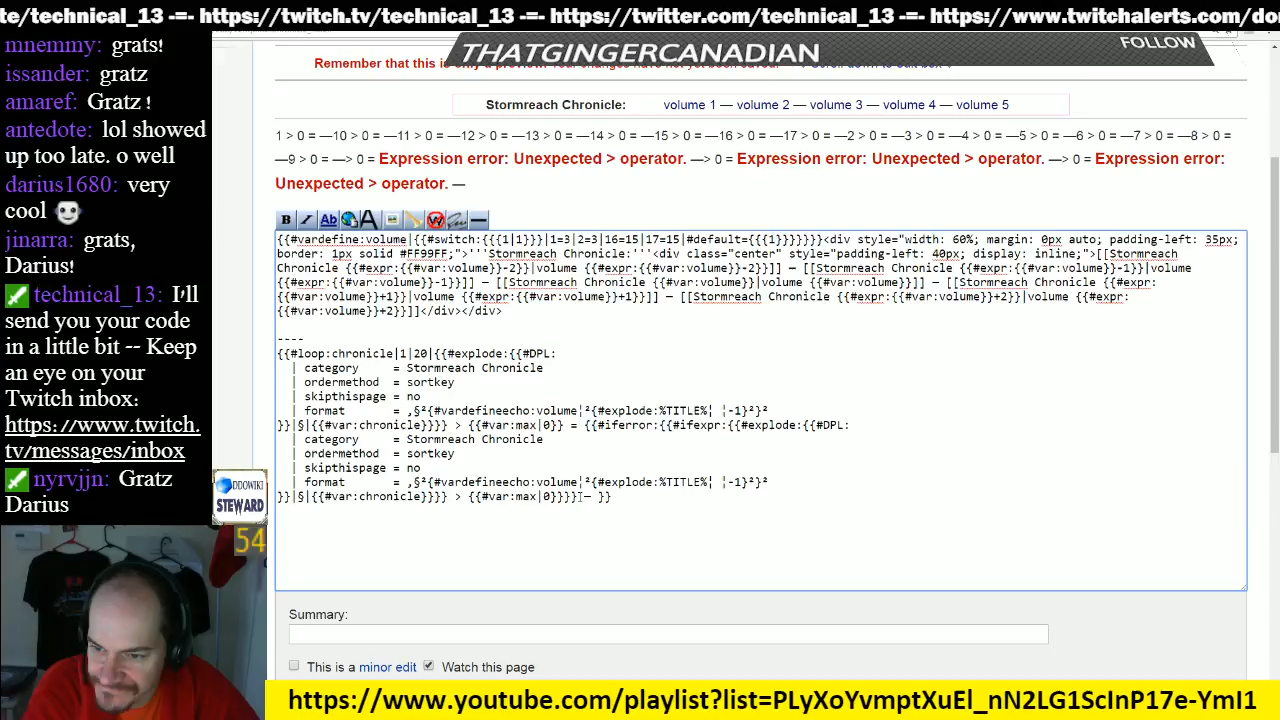 te/technical_13 -=- https://twitch.tv/technical_13 -=- https://twitter.com/technical_13 -=- https://www.twitchalerts.com/do
THATGINGERCANADIAN
FOLLOW
mnemmy: grats!
issander: gratz
amaref: Gratz !
antedote: lol showed
up too late. o well
darius1680: very
cool
jinarra: grats,
Darius!
technical_13: I'll
send you your code
in a little bit -- Keep
an eye on your
Twitch inbox:
https://www.twitch.
tv/messages/inbox
nyrvjjn: Gratz
Darius
DDOWIKI
STEWARD
54
Remember that this is only a preview.
Stormreach Chronicle: volume 1 — volume 2 — volume 3 — volume 4 — volume 5
1 > 0 = —10 > 0 = —11 > 0 = —12 > 0 = —13 > 0 = —14 > 0 = —15 > 0 = —16 > 0 = —17 > 0 = —2 > 0 = —3 > 0 = —4 > 0 = —5 > 0 = —6 > 0 = —7 > 0 = —8 > 0 =
—9 > 0 = —> 0 = Expression error: Unexpected > operator. —> 0 = Expression error: Unexpected > operator. —> 0 = Expression error:
Unexpected > operator. —
B I Ab A W
{{#vardefine:volume|{{#switch:{{{1|1}}}|1=3|2=3|16=15|17=15|#default={{{1}}}}}}}<div style="width: 60%; margin: 0px auto; padding-left: 35px;
border: 1px solid #FF99FF;">'''Stormreach Chronicle:'''<div class="center" style="padding-left: 40px; display: inline;">[[Stormreach
Chronicle {{#expr:{{#var:volume}}-2}}|volume {{#expr:{{#var:volume}}-2}}]] — [[Stormreach Chronicle {{#expr:{{#var:volume}}-1}}|volume
{{#expr:{{#var:volume}}-1}}]] — [[Stormreach Chronicle {{#var:volume}}|volume {{#var:volume}}]] — [[Stormreach Chronicle {{#expr:
{{#var:volume}}+1}}|volume {{#expr:{{#var:volume}}+1}}]] — [[Stormreach Chronicle {{#expr:{{#var:volume}}+2}}|volume {{#expr:
{{#var:volume}}+2}}]]</div></div>
----
{{#loop:chronicle|1|20|{{#explode:{{#DPL:
| category = Stormreach Chronicle
| ordermethod = sortkey
| skipthispage = no
| format = ,§²{#vardefineecho:volume¦²{#explode:%TITLE%¦ ¦-1}²}²
}}|§|{{#var:chronicle}}}} > {{#var:max|0}} = {{#iferror:{{#ifexpr:{{#explode:{{#DPL:
| category = Stormreach Chronicle
| ordermethod = sortkey
| skipthispage = no
| format = ,§²{#vardefineecho:volume¦²{#explode:%TITLE%¦ ¦-1}²}²
}}|§|{{#var:chronicle}}}} > {{#var:max|0}}}}— }}
Summary:
This is a minor edit Watch this page
https://www.youtube.com/playlist?list=PLyXoYvmptXuEl_nN2LG1ScInP17e-YmI1